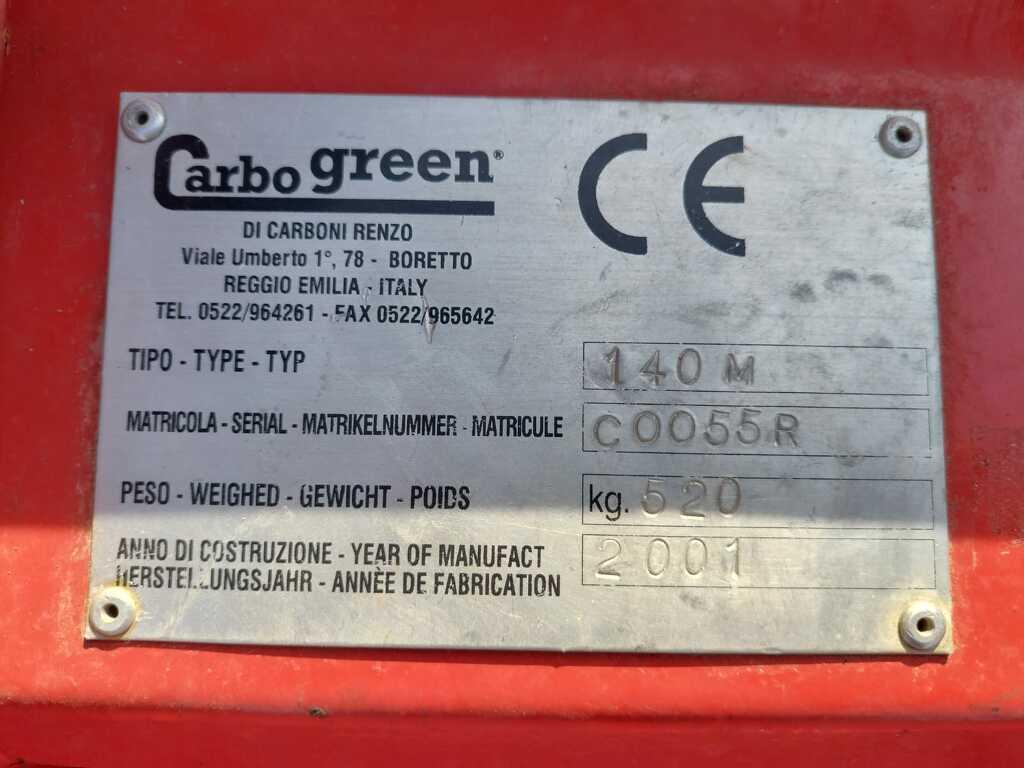 Carbo green®
CE
DI CARBONI RENZO
Viale Umberto 1°, 78 - BORETTO
REGGIO EMILIA - ITALY
TEL. 0522/964261 - FAX 0522/965642
TIPO - TYPE - TYP 140 M
MATRICOLA - SERIAL - MATRIKELNUMMER - MATRICULE C0055R
PESO - WEIGHED - GEWICHT - POIDS kg. 520
ANNO DI COSTRUZIONE - YEAR OF MANUFACT 2001
HERSTELLUNGSJAHR - ANNÈE DE FABRICATION